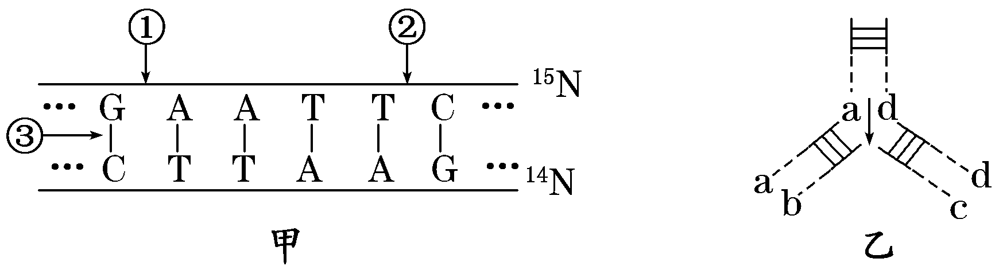 ① ②
¹⁵N
… G A A T T C …
③
… C T T A A G …
¹⁴N
甲
a d
a d
b c
乙